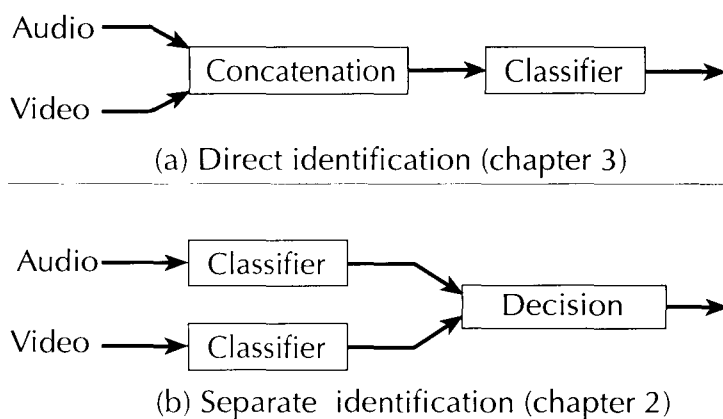 Audio
Concatenation
Classifier
Video
(a) Direct identification (chapter 3)
Audio
Classifier
Decision
Video
Classifier
(b) Separate identification (chapter 2)